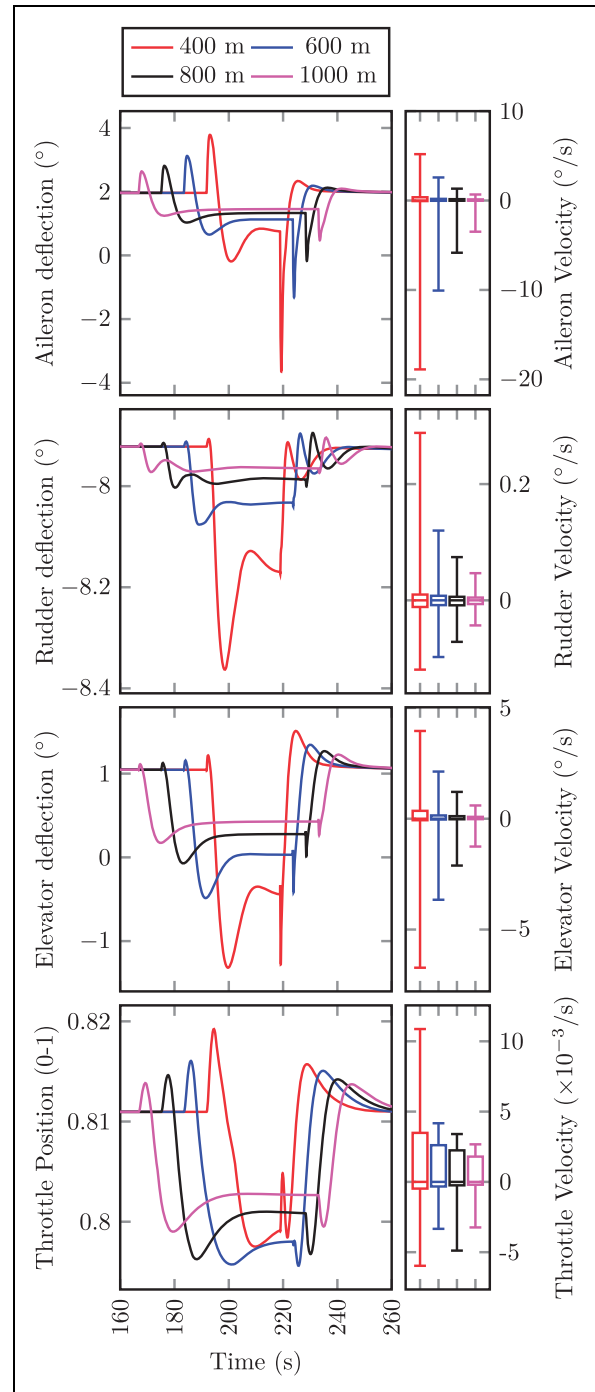 400 m 600 m
800 m 1000 m
Aileron deflection (°)
4
2
0
−2
−4
10
0
−10
−20
Aileron Velocity (°/s)
Rudder deflection (°)
−8
−8.2
−8.4
0.2
0
Rudder Velocity (°/s)
Elevator deflection (°)
1
0
−1
5
0
−5
Elevator Velocity (°/s)
Throttle Position (0-1)
0.82
0.81
0.8
10
5
0
-5
Throttle Velocity (×10−3/s)
160 180 200 220 240 260
Time (s)